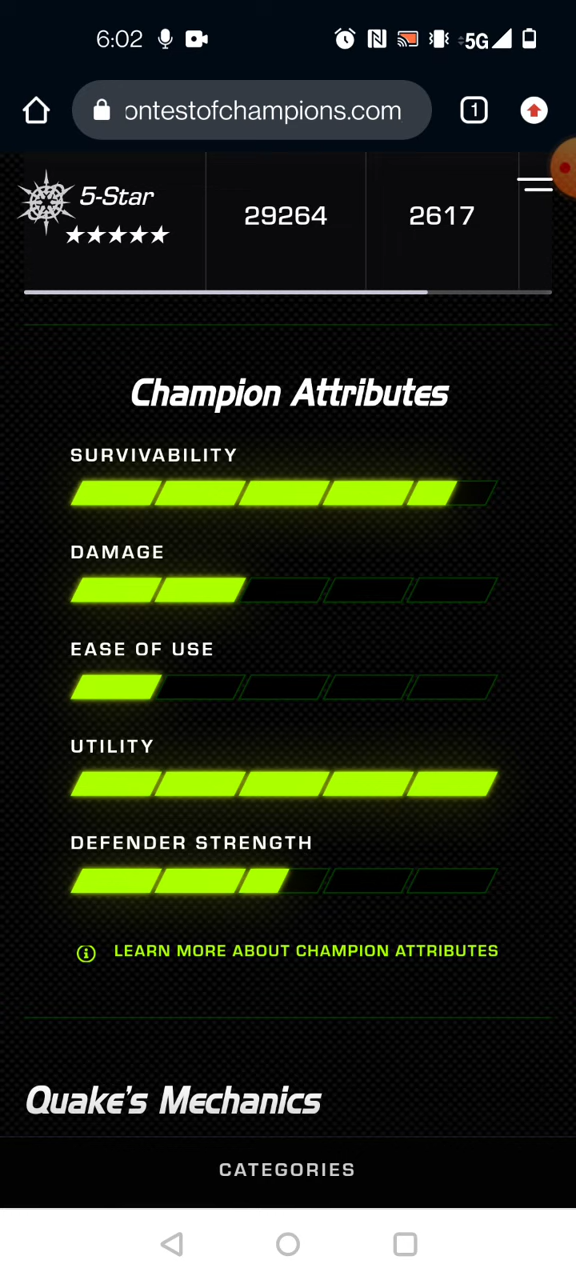 6:02
5G
ontestofchampions.com
1
5-Star
29264
2617
Champion Attributes
SURVIVABILITY
DAMAGE
EASE OF USE
UTILITY
DEFENDER STRENGTH
LEARN MORE ABOUT CHAMPION ATTRIBUTES
Quake's Mechanics
CATEGORIES